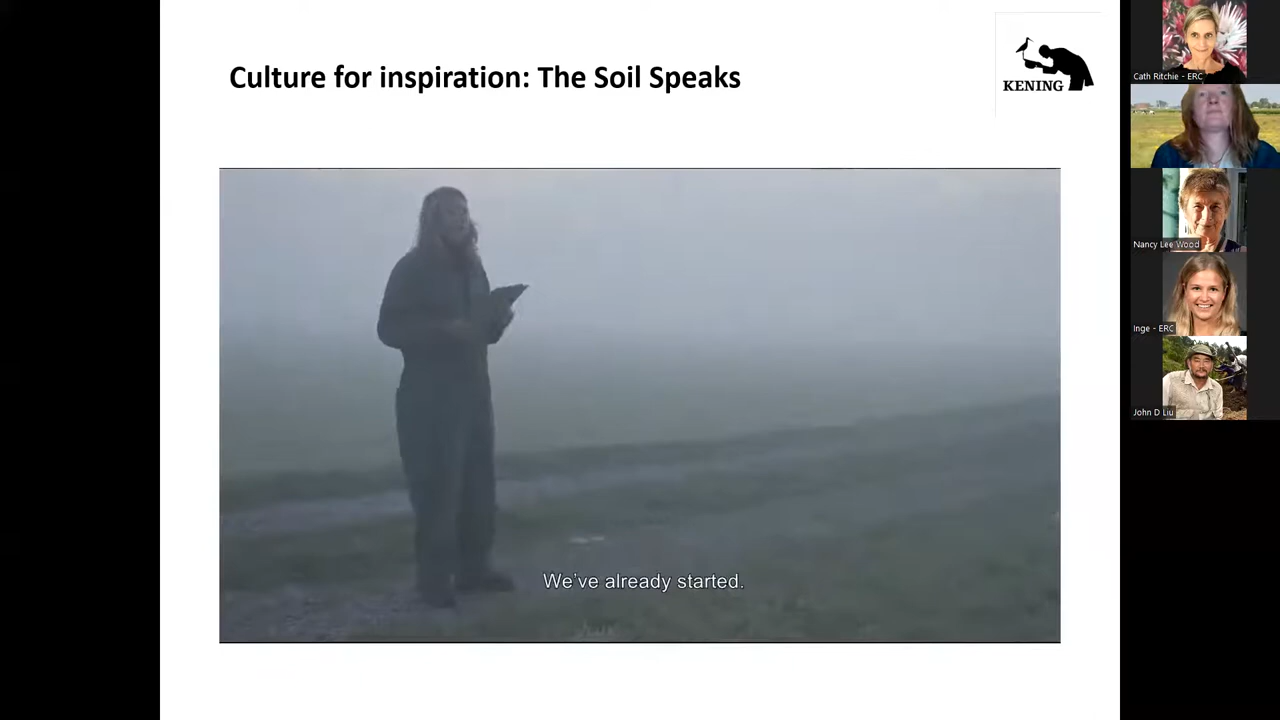 Culture for inspiration: The Soil Speaks
KENING
We've already started.
Cath Ritchie - ERC
Nancy Lee Wood
Inge - ERC
John D Liu